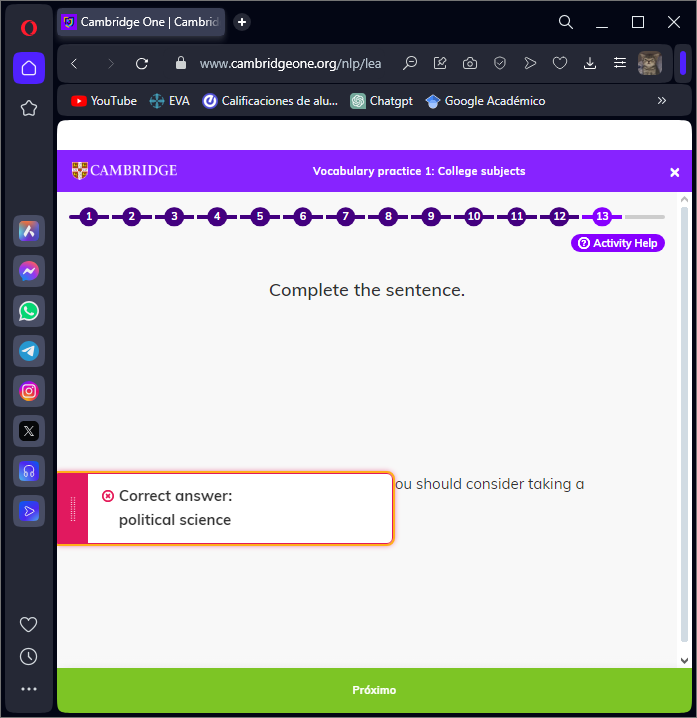 Cambridge One | Cambrid
www.cambridgeone.org/nlp/lea
YouTube EVA Calificaciones de alu... Chatgpt Google Académico
CAMBRIDGE
Vocabulary practice 1: College subjects
1 2 3 4 5 6 7 8 9 10 11 12 13
Activity Help
Complete the sentence.
ou should consider taking a
Correct answer:
political science
Próximo